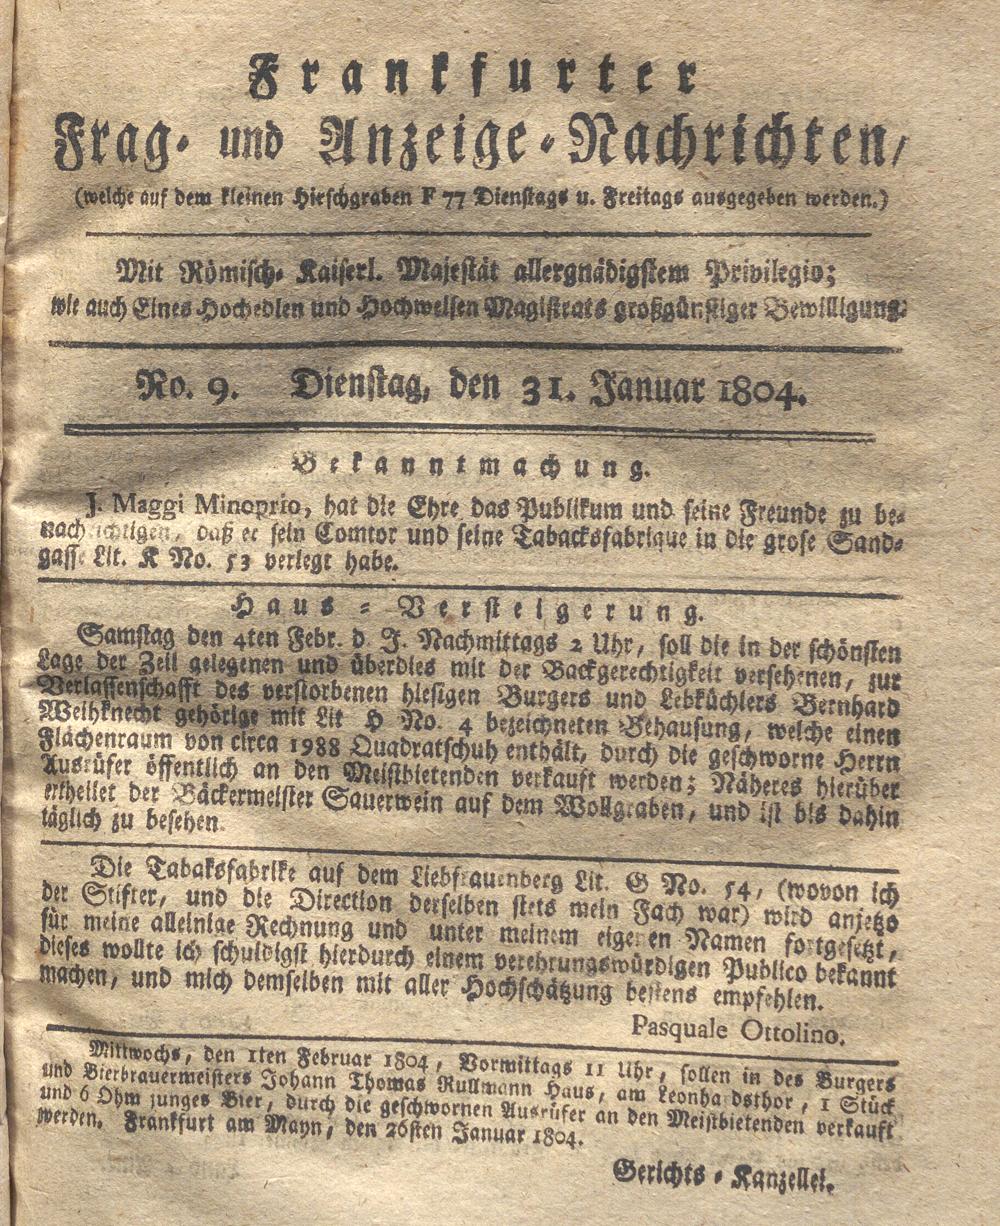 Frankfurter
Frag- und Anzeige-Nachrichten,
(welche auf dem kleinen Hirschgraben F 77 Dienstags u. Freitags ausgegeben werden.)
Mit Römisch- Kaiserl. Majestät allergnädigstem Privilegio;
wie auch Eines Hochedlen und Hochweisen Magistrats großgünstiger Bewilligung.
No. 9. Dienstag, den 31. Januar 1804.
Bekanntmachung.
J. Maggi Minoprio, hat die Ehre das Publikum und seine Freunde zu be-
nachrichtigen, daß er sein Comtor und seine Tabacksfabrique in die grose Sand-
gasse Lit. K No. 53 verlegt habe.
Haus-Versteigerung.
Samstag den 4ten Febr. d. J. Nachmittags 2 Uhr, soll die in der schönsten
Lage der Zeil gelegenen und überdies mit der Backgerechtigkeit versehenen, zur
Verlassenschafft des verstorbenen hiesigen Burgers und Lebküchlers Bernhard
Weihknecht gehörige mit Lit D No. 4 bezeichneten Behausung, welche einen
Flächenraum von circa 1988 Quadratschuh enthält, durch die geschworne Herrn
Ausrüfer öffentlich an den Meistbietenden verkauft werden; Näheres hierüber
ertheilet der Bäckermeister Sauerwein auf dem Wollgraben, und ist bis dahin
täglich zu besehen.
Die Tabaksfabrike auf dem Liebfrauenberg Lit. G No. 54, (wovon ich
der Stifter, und die Direction derselben stets mein Fach war) wird anjetzo
für meine alleinige Rechnung und unter meinem eigenen Namen fortgesetzt,
dieses wollte ich schuldigst hierdurch einem verehrungswürdigen Publico bekannt
machen, und mich demselben mit aller Hochschätzung bestens empfehlen.
Pasquale Ottolino.
Mittwochs, den 1ten Februar 1804, Vormittags 11 Uhr, sollen in des Burgers
und Bierbrauermeisters Johann Thomas Rullmann Haus, am Leonhardsthor, 1 Stück
und 6 Ohm junges Bier, durch die geschwornen Ausrüfer an den Meistbietenden verkauft
werden. Frankfurt am Mayn, den 26sten Januar 1804.
Gerichts-Kanzellei.